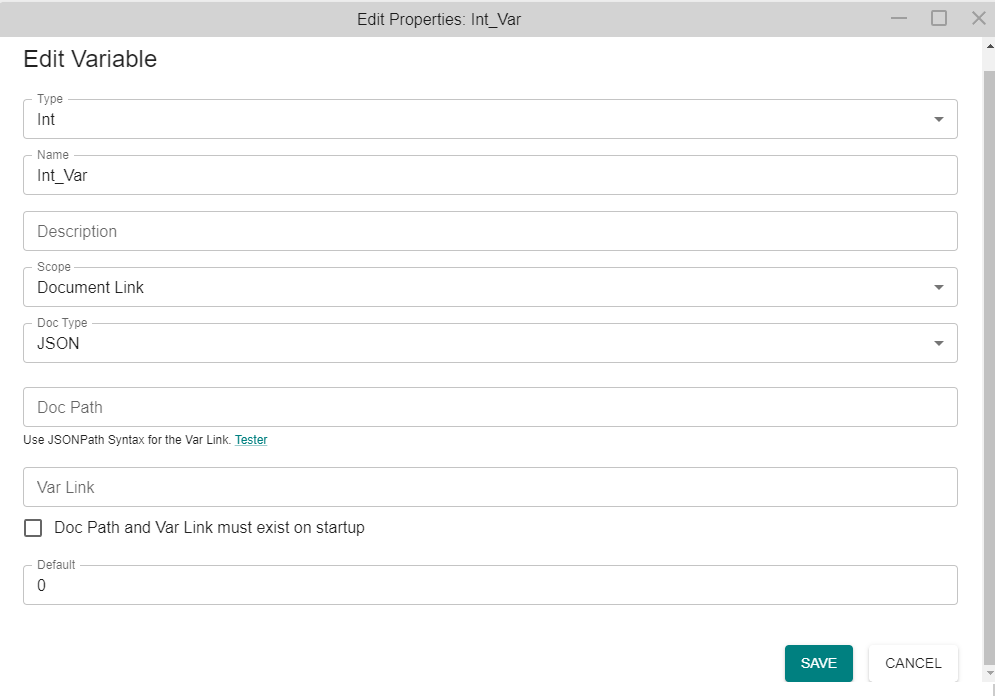 Edit Properties: Int_Var
Edit Variable
Type
Int
Name
Int_Var
Description
Scope
Document Link
Doc Type
JSON
Doc Path
Use JSONPath Syntax for the Var Link. Tester
Var Link
Doc Path and Var Link must exist on startup
Default
0
SAVE CANCEL